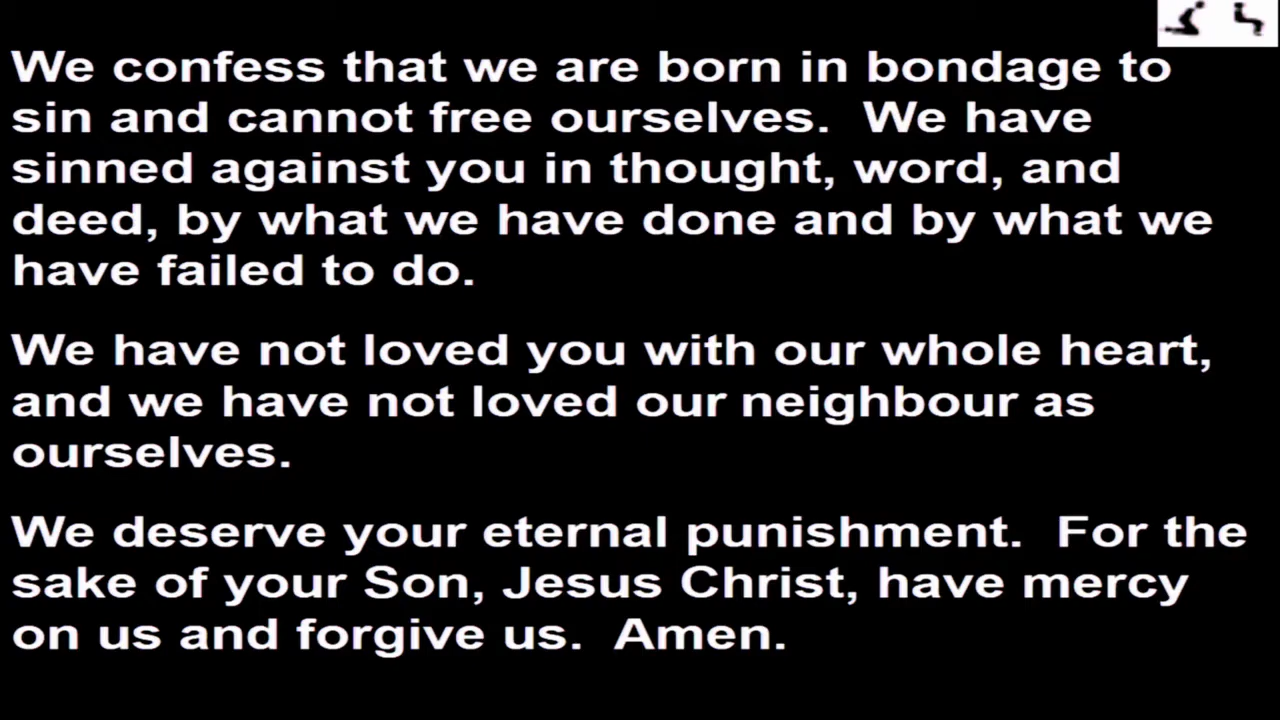 We confess that we are born in bondage to
sin and cannot free ourselves.  We have
sinned against you in thought, word, and
deed, by what we have done and by what we
have failed to do.
We have not loved you with our whole heart,
and we have not loved our neighbour as
ourselves.
We deserve your eternal punishment.  For the
sake of your Son, Jesus Christ, have mercy
on us and forgive us.  Amen.